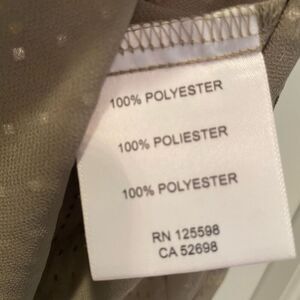 100% POLYESTER
100% POLIESTER
100% POLYESTER
RN 125598
CA 52698